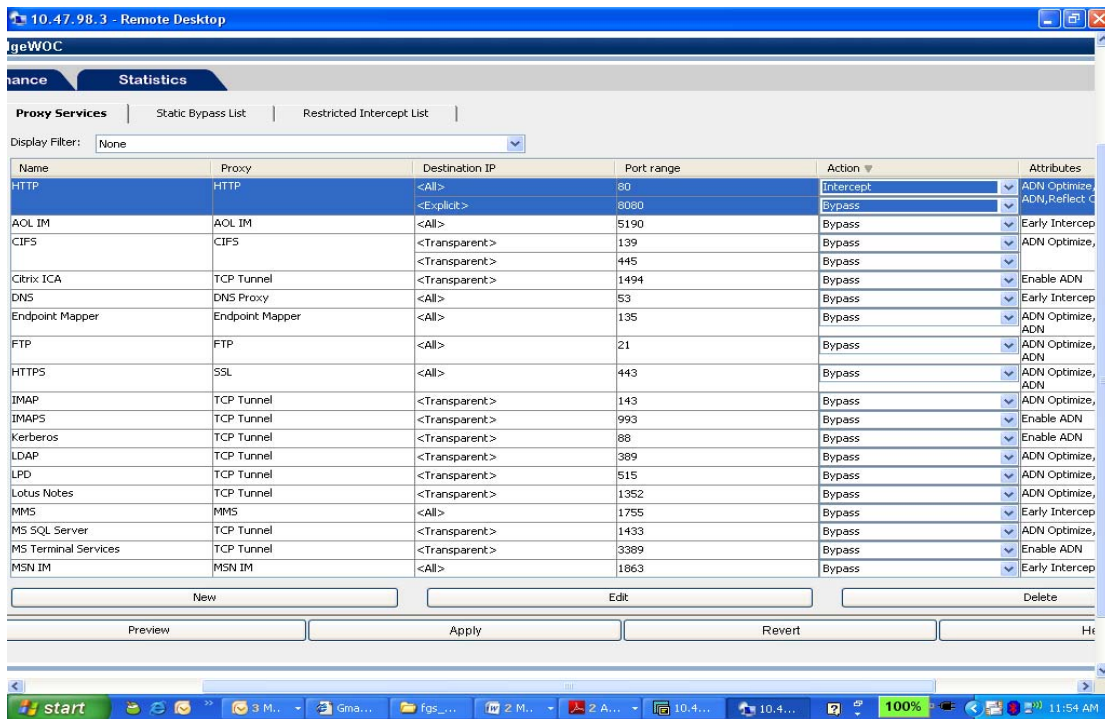 10.47.98.3 - Remote Desktop
lgeWOC
nance Statistics
Proxy Services Static Bypass List Restricted Intercept List
Display Filter: None
Name Proxy Destination IP Port range Action Attributes
HTTP HTTP <All> 80 Intercept ADN Optimize,
<Explicit> 8080 Bypass ADN,Reflect C
AOL IM AOL IM <All> 5190 Bypass Early Intercep
CIFS CIFS <Transparent> 139 Bypass ADN Optimize,
<Transparent> 445 Bypass
Citrix ICA TCP Tunnel <Transparent> 1494 Bypass Enable ADN
DNS DNS Proxy <All> 53 Bypass Early Intercep
Endpoint Mapper Endpoint Mapper <All> 135 Bypass ADN Optimize,
ADN
FTP FTP <All> 21 Bypass ADN Optimize,
ADN
HTTPS SSL <All> 443 Bypass ADN Optimize,
ADN
IMAP TCP Tunnel <Transparent> 143 Bypass ADN Optimize,
IMAPS TCP Tunnel <Transparent> 993 Bypass Enable ADN
Kerberos TCP Tunnel <Transparent> 88 Bypass Enable ADN
LDAP TCP Tunnel <Transparent> 389 Bypass ADN Optimize,
LPD TCP Tunnel <Transparent> 515 Bypass ADN Optimize,
Lotus Notes TCP Tunnel <Transparent> 1352 Bypass ADN Optimize,
MMS MMS <All> 1755 Bypass Early Intercep
MS SQL Server TCP Tunnel <Transparent> 1433 Bypass ADN Optimize,
MS Terminal Services TCP Tunnel <Transparent> 3389 Bypass Enable ADN
MSN IM MSN IM <All> 1863 Bypass Early Intercep
New Edit Delete
Preview Apply Revert He
start 3 M... Gma... fgs_... 2 M... 2 A... 10.4... 10.4... 100% 11:54 AM